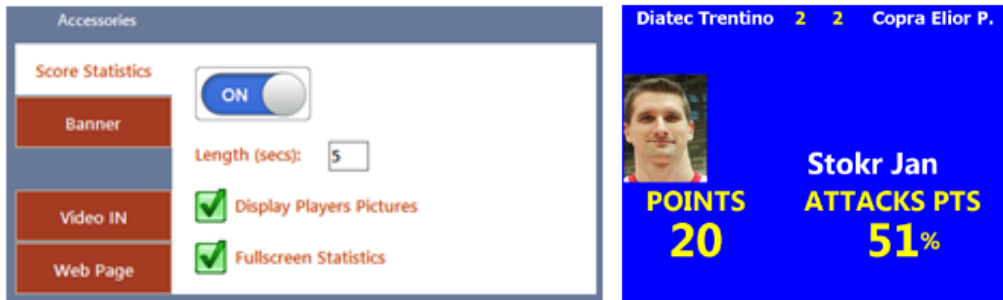 Accessories
Score Statistics
ON
Banner
Length (secs): 5
Video IN
Display Players Pictures
Web Page
Fullscreen Statistics
Diatec Trentino 2 2 Copra Elior P.
Stokr Jan
POINTS ATTACKS PTS
20 51%